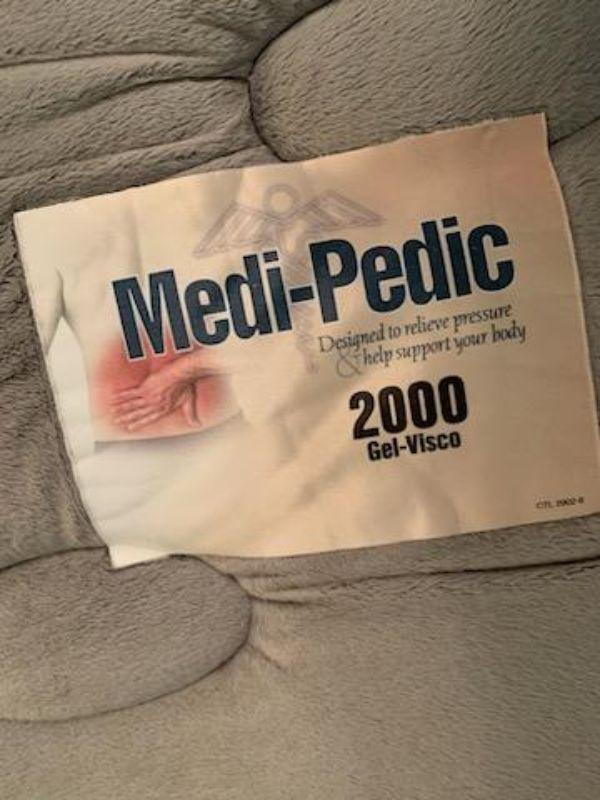 Medi-Pedic
Designed to relieve pressure
& help support your body
2000
Gel-Visco